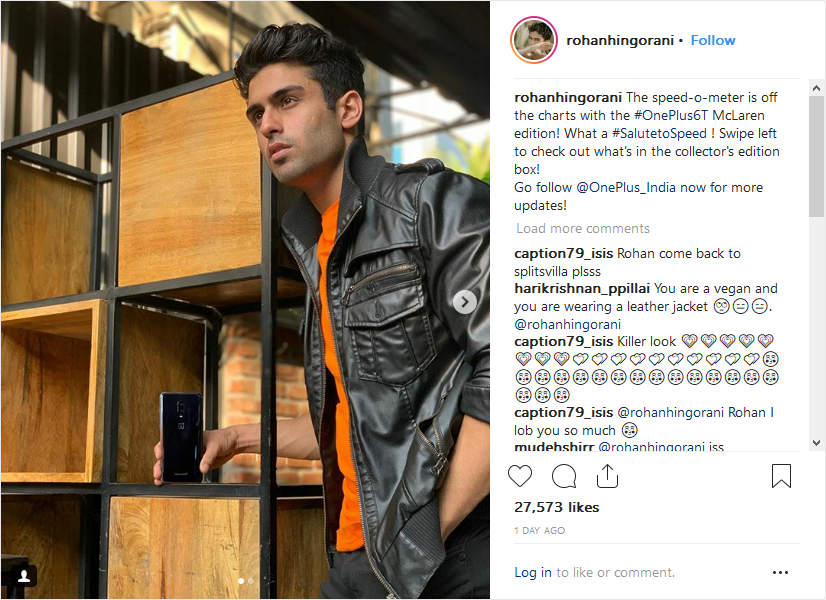 rohanhingorani • Follow
rohanhingorani The speed-o-meter is off
the charts with the #OnePlus6T McLaren
edition! What a #SalutetoSpeed ! Swipe left
to check out what's in the collector's edition
box!
Go follow @OnePlus_India now for more
updates!
Load more comments
caption79_isis Rohan come back to
splitsvilla plsss
harikrishnan_ppillai You are a vegan and
you are wearing a leather jacket 🥺😑😑.
@rohanhingorani
caption79_isis Killer look
caption79_isis @rohanhingorani Rohan I
lob you so much
mudehshirr @rohanhingorani iss
27,573 likes
1 DAY AGO
Log in to like or comment.